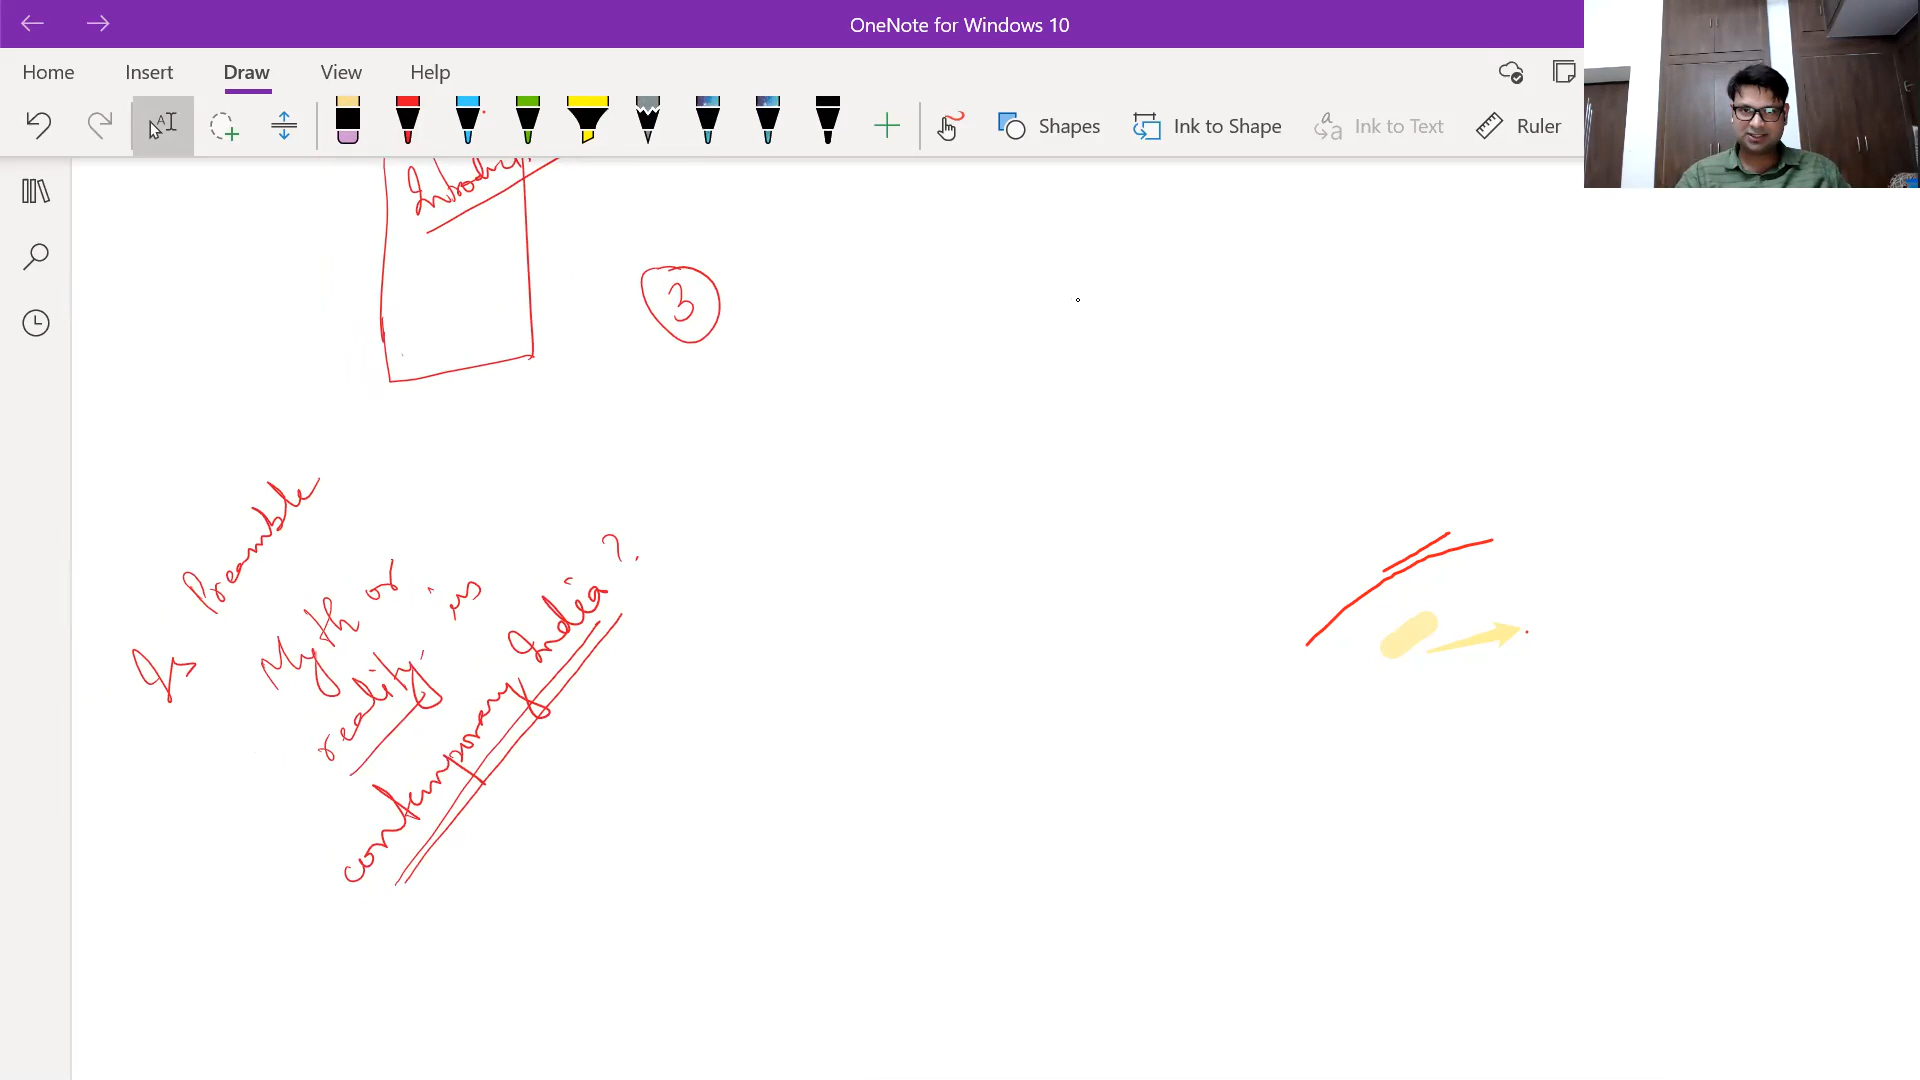 OneNote for Windows 10
Home Insert Draw View Help
Shapes Ink to Shape Ink to Text Ruler
3
Is Preamble
Myth or
reality in
contemporary India ?